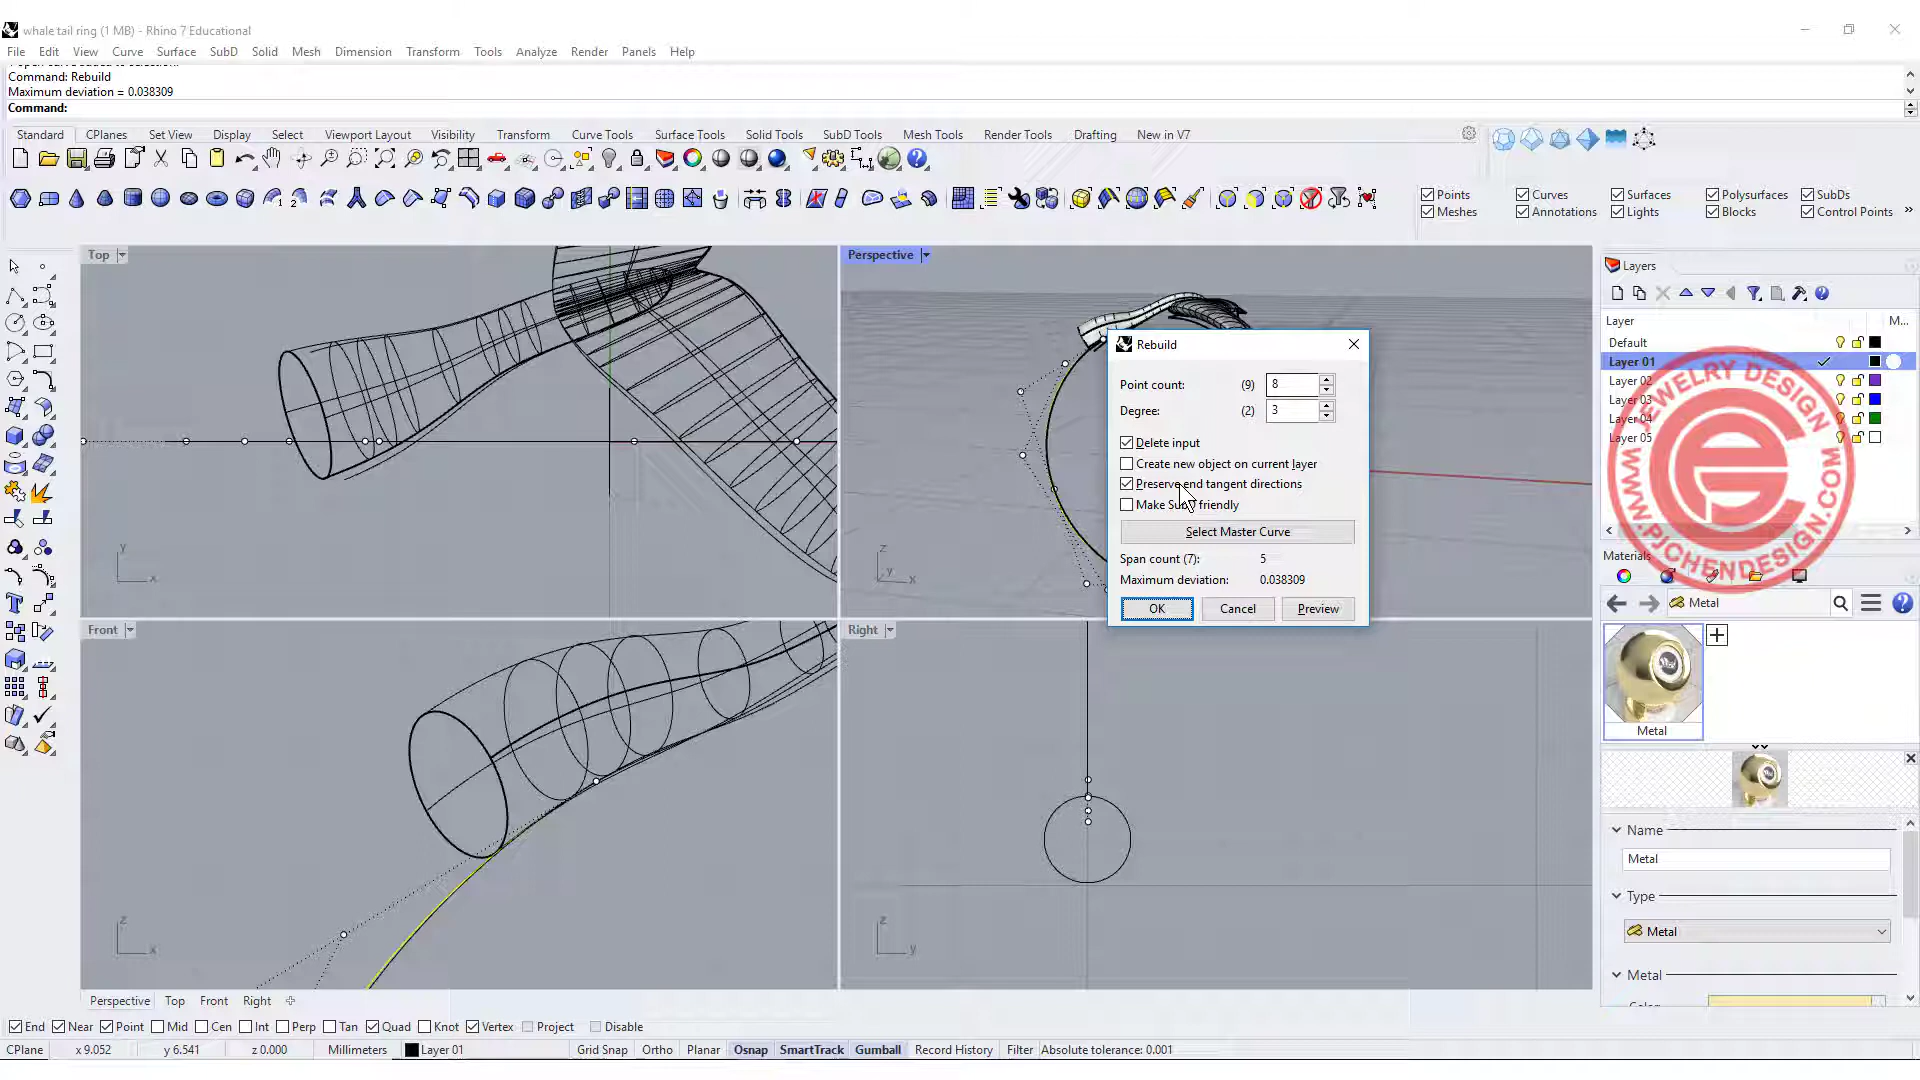 whale tail ring (1 MB) - Rhino 7 Educational
File Edit View Curve Surface SubD Solid Mesh Dimension Transform Tools Analyze Render Panels Help
Command: Rebuild
Maximum deviation = 0.038309
Command:
Standard CPlanes Set View Display Select Viewport Layout Visibility Transform Curve Tools Surface Tools Solid Tools SubD Tools Mesh Tools Render Tools Drafting New in V7
Points Curves Surfaces Polysurfaces SubDs
Meshes Annotations Lights Blocks Control Points
Top
Perspective
Layers
Layer M...
Default
Layer 01
Layer 02
Layer 03
Layer 04
Layer 05
JEWELRY DESIGN
WWW.PJCHENDESIGN.COM
Rebuild
Point count: (9) 8
Degree: (2) 3
Delete input
Create new object on current layer
Preserve end tangent directions
Make SubD friendly
Select Master Curve
Span count (7): 5
Maximum deviation: 0.038309
OK Cancel Preview
y
x
z
y
x
Materials
Metal
Metal
Front
Right
z
x
z
y
Name
Metal
Type
Metal
Metal
Perspective Top Front Right
End Near Point Mid Cen Int Perp Tan Quad Knot Vertex Project Disable
CPlane x 9.052 y 6.541 z 0.000 Millimeters Layer 01 Grid Snap Ortho Planar Osnap SmartTrack Gumball Record History Filter Absolute tolerance: 0.001